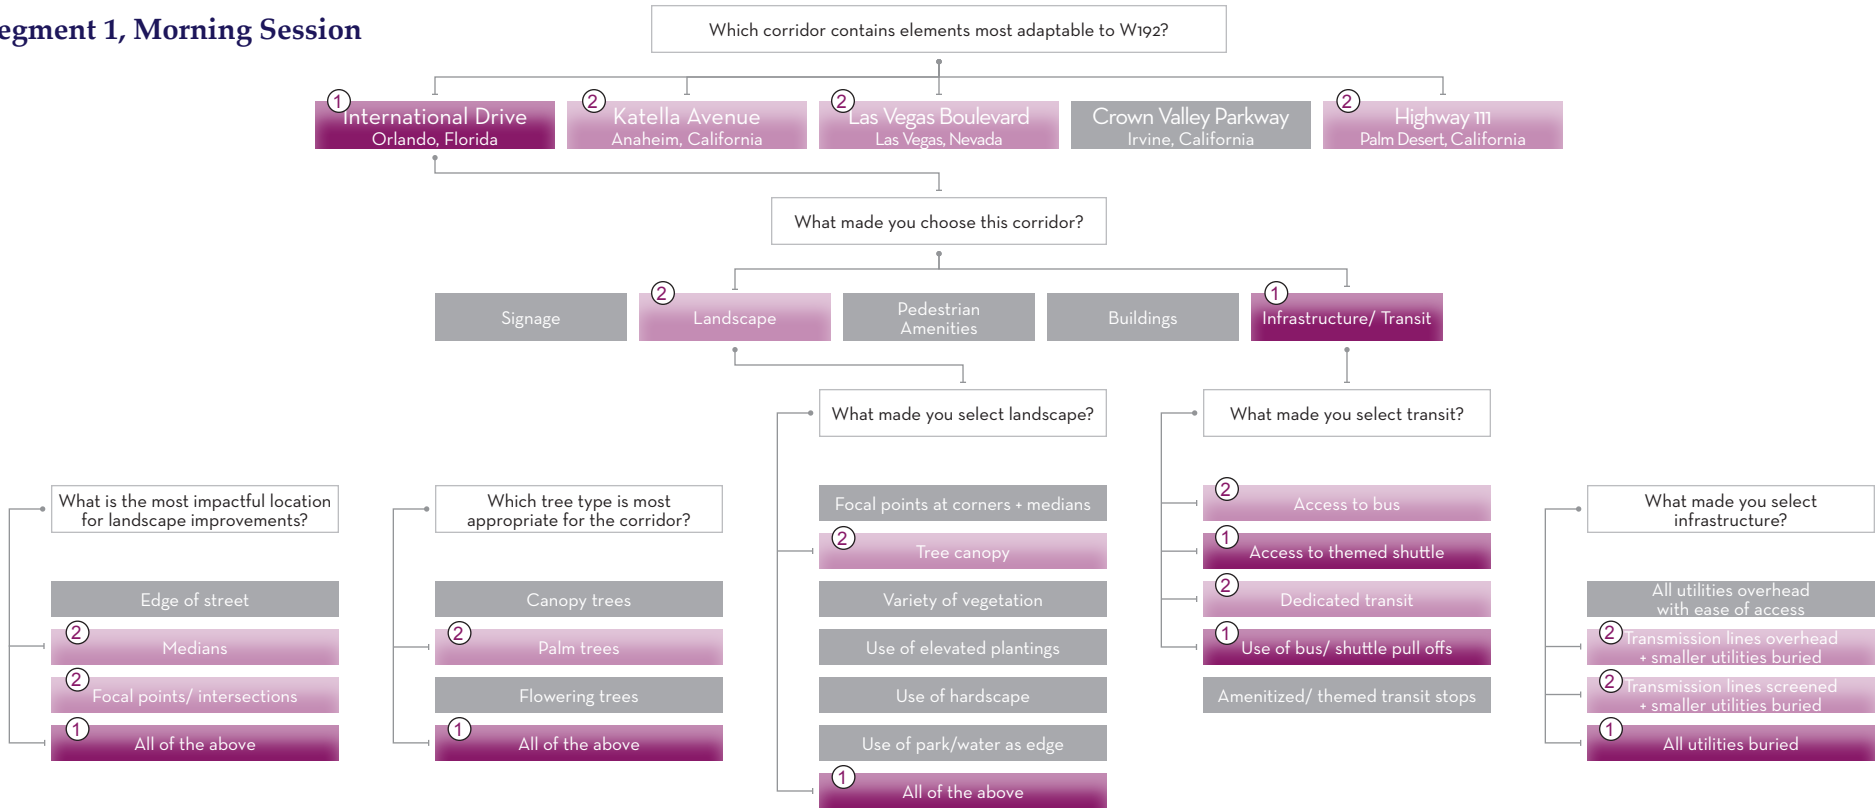 egment 1, Morning Session
Which corridor contains elements most adaptable to W192?
1
International Drive
Orlando, Florida
2
Katella Avenue
Anaheim, California
2
Las Vegas Boulevard
Las Vegas, Nevada
Crown Valley Parkway
Irvine, California
2
Highway 111
Palm Desert, California
What made you choose this corridor?
Signage
2
Landscape
Pedestrian
Amenities
Buildings
1
Infrastructure/ Transit
What made you select landscape?
What made you select transit?
What is the most impactful location
for landscape improvements?
Edge of street
2
Medians
2
Focal points/ intersections
1
All of the above
Which tree type is most
appropriate for the corridor?
Canopy trees
2
Palm trees
Flowering trees
1
All of the above
Focal points at corners + medians
2
Tree canopy
Variety of vegetation
Use of elevated plantings
Use of hardscape
Use of park/water as edge
1
All of the above
2
Access to bus
1
Access to themed shuttle
2
Dedicated transit
1
Use of bus/ shuttle pull offs
Amenitized/ themed transit stops
What made you select
infrastructure?
All utilities overhead
with ease of access
2
Transmission lines overhead
+ smaller utilities buried
2
Transmission lines screened
+ smaller utilities buried
1
All utilities buried